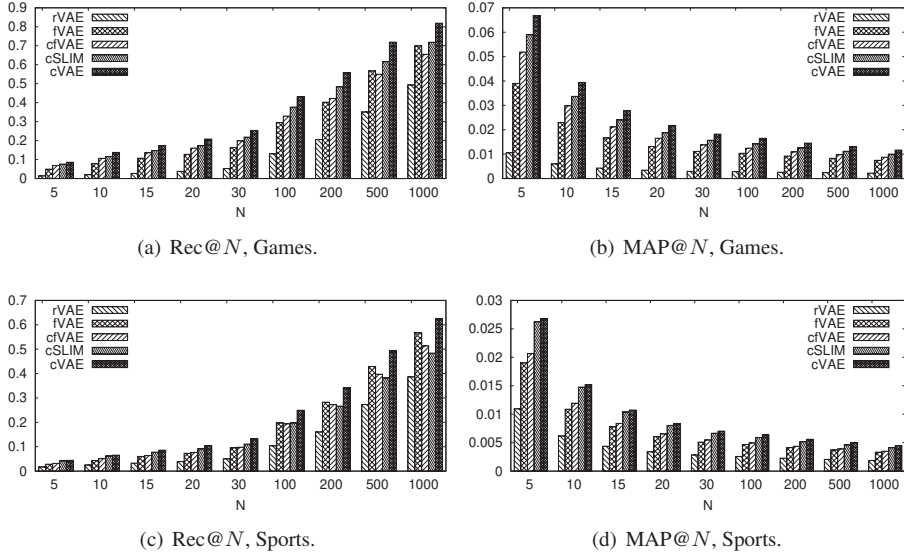 0.9
0.8
0.7
0.6
0.5
0.4
0.3
0.2
0.1
0
rVAE
fVAE
cfVAE
cSLIM
cVAE
5 10 15 20 30 100 200 500 1000
N
(a) Rec@N, Games.
0.07
0.06
0.05
0.04
0.03
0.02
0.01
0
rVAE
fVAE
cfVAE
cSLIM
cVAE
5 10 15 20 30 100 200 500 1000
N
(b) MAP@N, Games.
0.7
0.6
0.5
0.4
0.3
0.2
0.1
0
rVAE
fVAE
cfVAE
cSLIM
cVAE
5 10 15 20 30 100 200 500 1000
N
(c) Rec@N, Sports.
0.03
0.025
0.02
0.015
0.01
0.005
0
rVAE
fVAE
cfVAE
cSLIM
cVAE
5 10 15 20 30 100 200 500 1000
N
(d) MAP@N, Sports.